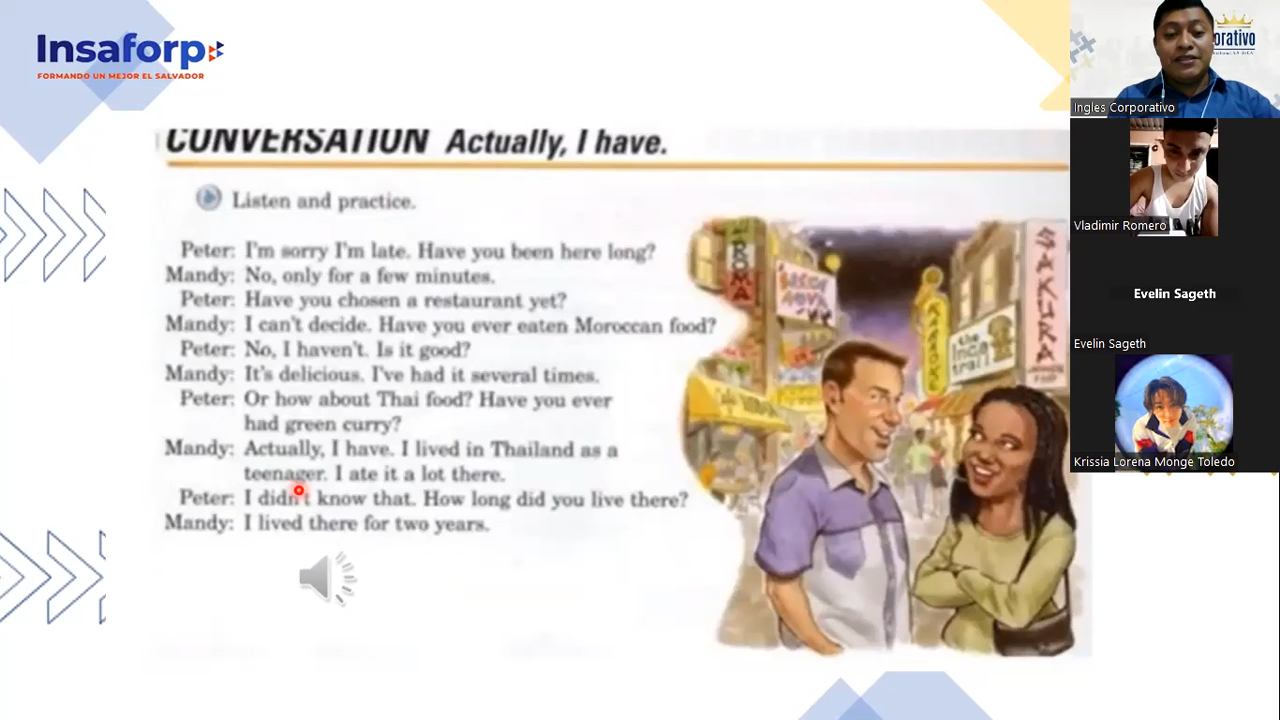 Insaforp
FORMANDO UN MEJOR EL SALVADOR
CONVERSATION Actually, I have.
Listen and practice.
Peter: I'm sorry I'm late. Have you been here long?
Mandy: No, only for a few minutes.
Peter: Have you chosen a restaurant yet?
Mandy: I can't decide. Have you ever eaten Moroccan food?
Peter: No, I haven't. Is it good?
Mandy: It's delicious. I've had it several times.
Peter: Or how about Thai food? Have you ever
had green curry?
Mandy: Actually, I have. I lived in Thailand as a
teenager. I ate it a lot there.
Peter: I didn't know that. How long did you live there?
Mandy: I lived there for two years.
ROMA
KARAOKE
the
Inca
trail
SAKURA
orativo
Ingles Corporativo
Vladimir Romero
Evelin Sageth
Evelin Sageth
Krissia Lorena Monge Toledo